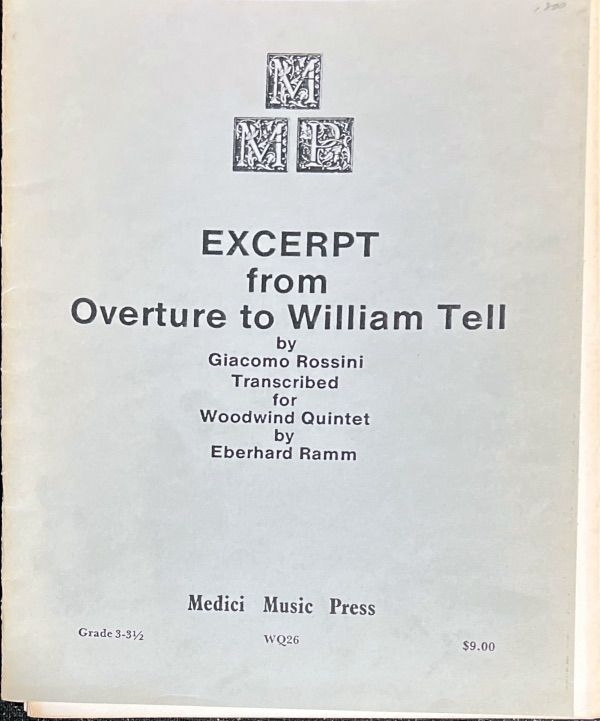 M
M P
EXCERPT
from
Overture to William Tell
by
Giacomo Rossini
Transcribed
for
Woodwind Quintet
by
Eberhard Ramm
Medici Music Press
Grade 3-3½ WQ26 $9.00